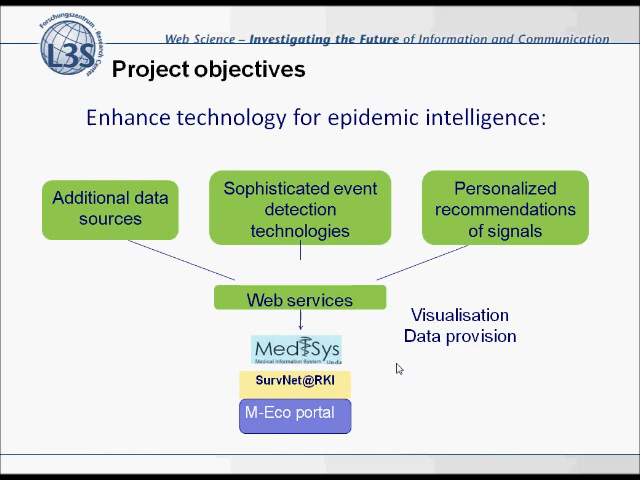 Forschungszentrum - Research Center
L3S
Web Science – Investigating the Future of Information and Communication
Project objectives
Enhance technology for epidemic intelligence:
Additional data
sources
Sophisticated event
detection
technologies
Personalized
recommendations
of signals
Web services
Visualisation
Data provision
MedISys
Medical Information System
SurvNet@RKI
M-Eco portal